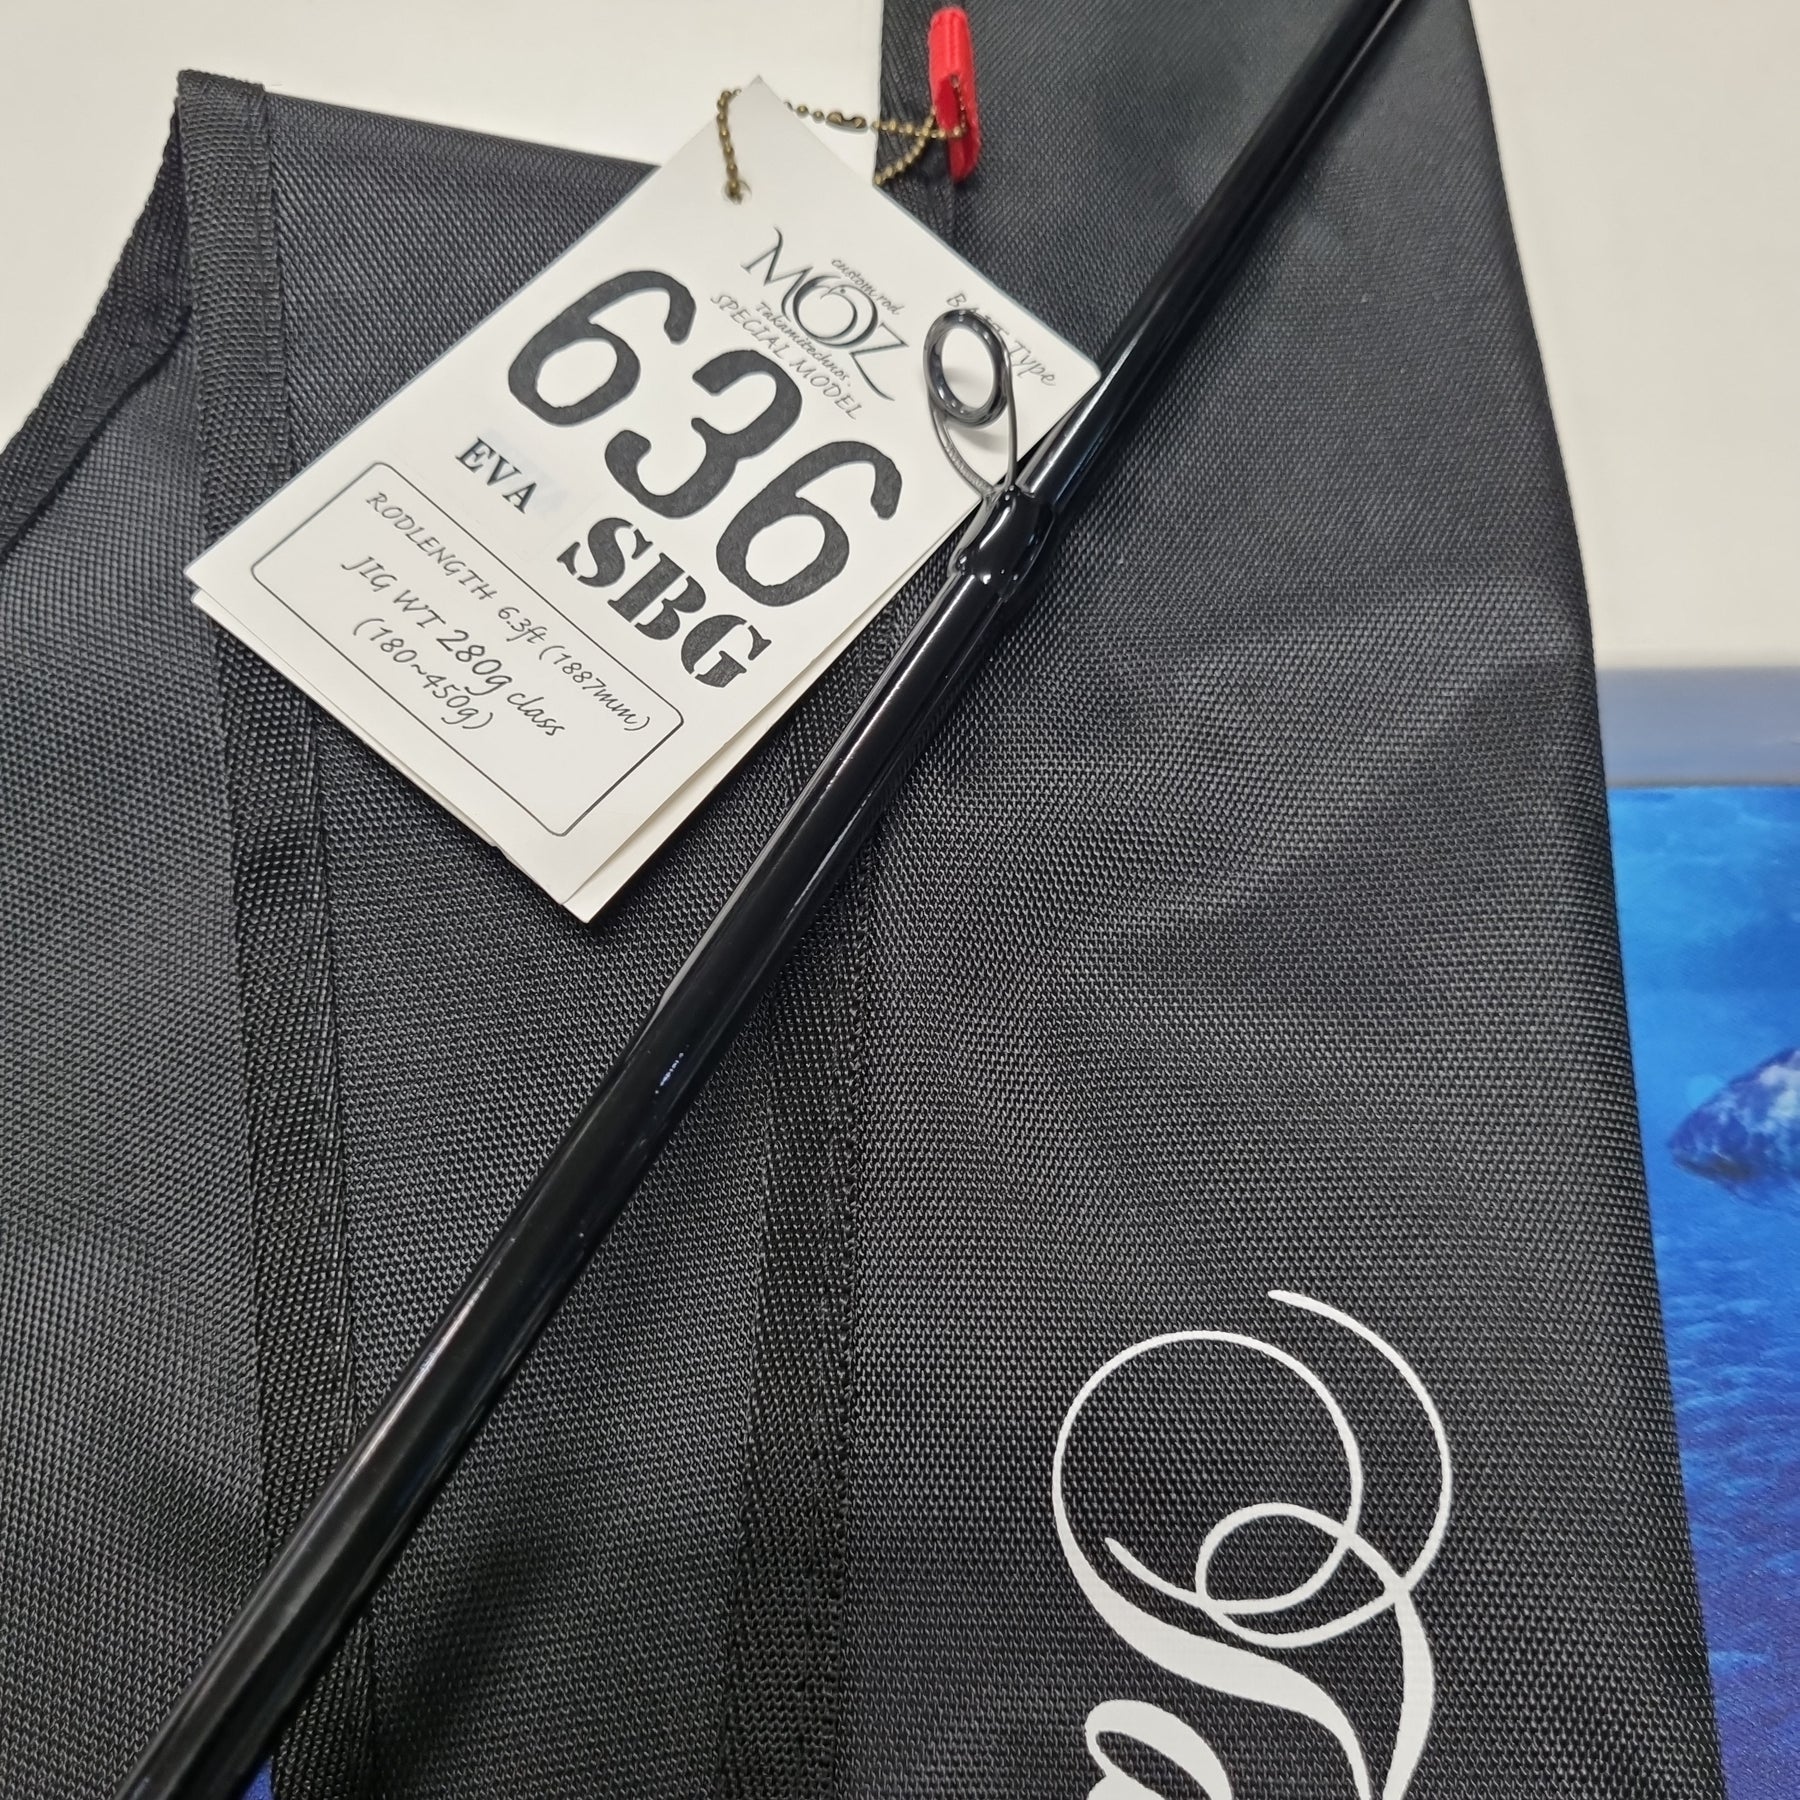 MOZ
custom rod
Takamitechnos.
SPECIAL MODEL
Type
636
EVA
SBG
RODLENGTH 6.3ft (1887mm)
JIG WT 280g class
(180~450g)